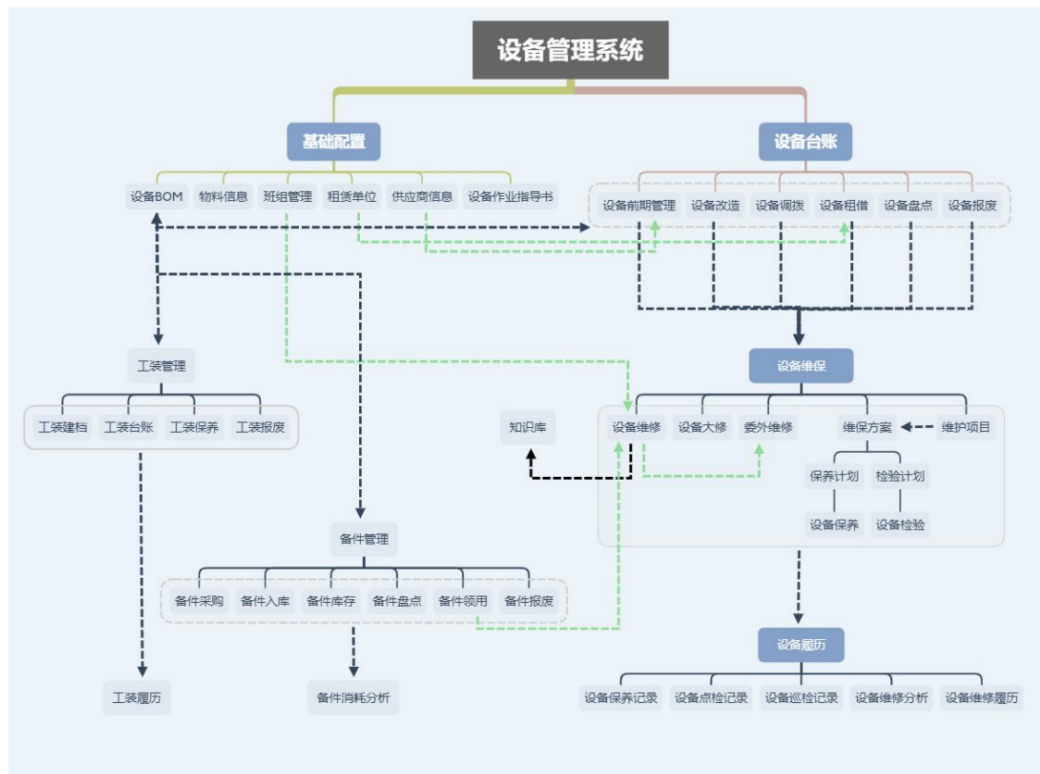 设备管理系统
基础配置
设备台账
设备BOM
物料信息
班组管理
租赁单位
供应商信息
设备作业指导书
设备前期管理
设备改造
设备调拨
设备租借
设备盘点
设备报废
工装管理
设备维保
工装建档
工装台账
工装保养
工装报废
知识库
设备维修
设备大修
委外维修
维保方案
维护项目
保养计划
检验计划
设备保养
设备检验
备件管理
备件采购
备件入库
备件库存
备件盘点
备件领用
备件报废
设备履历
工装履历
备件消耗分析
设备保养记录
设备点检记录
设备巡检记录
设备维修分析
设备维修履历